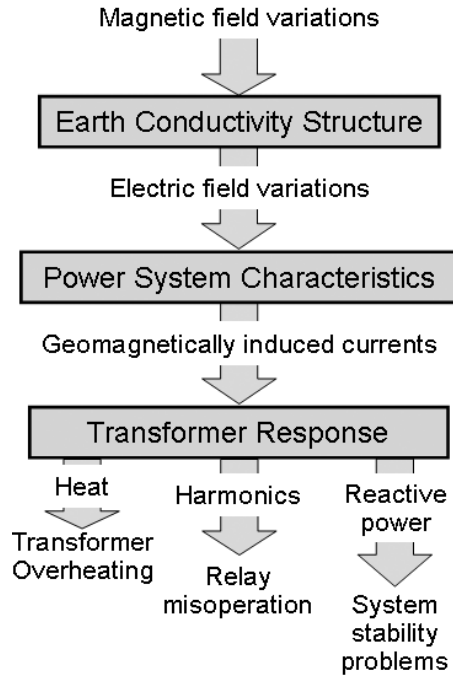 Magnetic field variations
Earth Conductivity Structure
Electric field variations
Power System Characteristics
Geomagnetically induced currents
Transformer Response
Heat
Transformer
Overheating
Harmonics
Relay
misoperation
Reactive
power
System
stability
problems